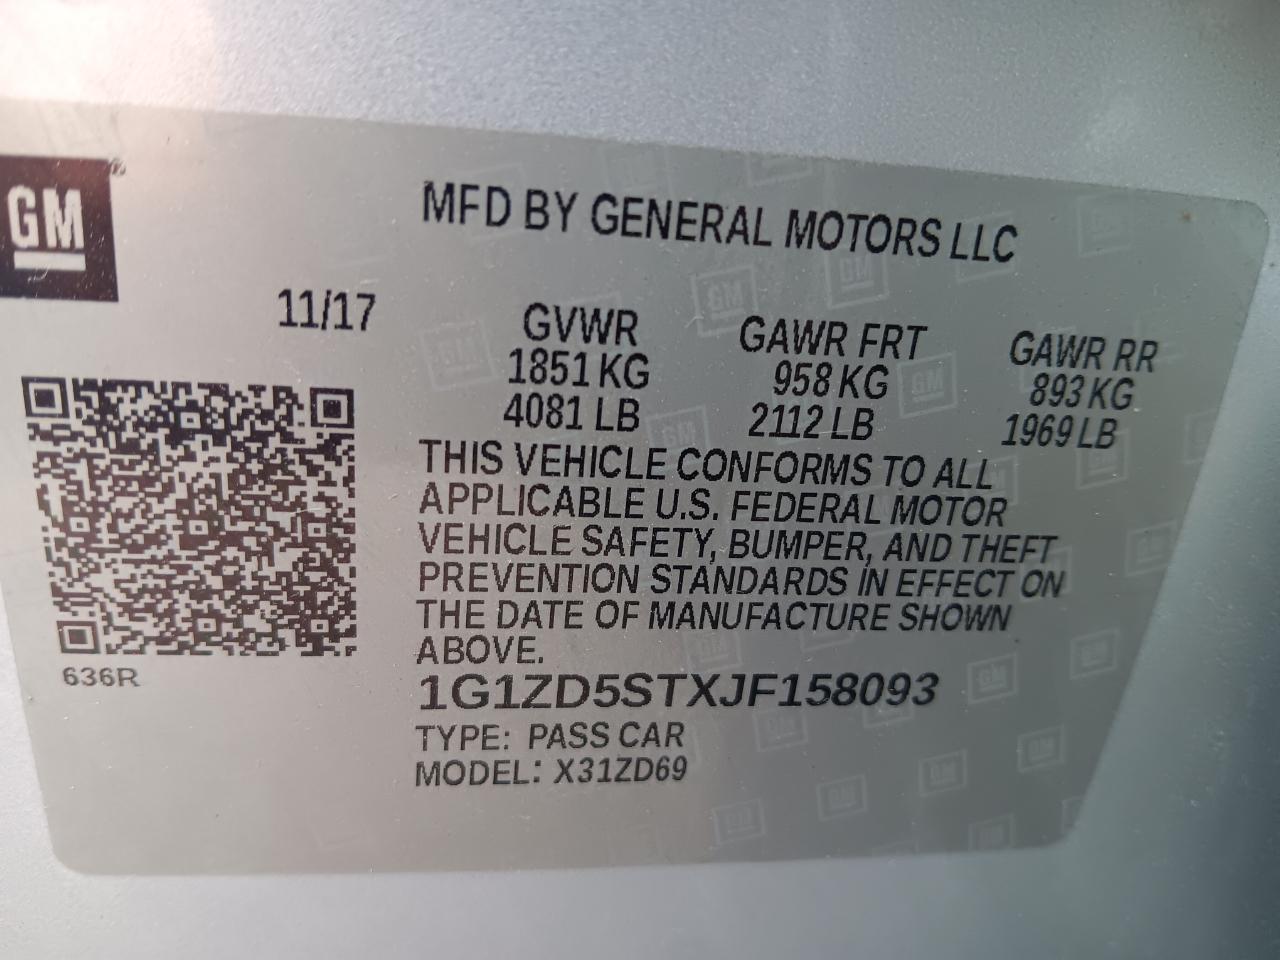 GM®
MFD BY GENERAL MOTORS LLC
11/17
GVWR GAWR FRT GAWR RR
1851 KG 958 KG 893 KG
4081 LB 2112 LB 1969 LB
THIS VEHICLE CONFORMS TO ALL
APPLICABLE U.S. FEDERAL MOTOR
VEHICLE SAFETY, BUMPER, AND THEFT
PREVENTION STANDARDS IN EFFECT ON
THE DATE OF MANUFACTURE SHOWN
ABOVE.
636R
1G1ZD5STXJF158093
TYPE: PASS CAR
MODEL: X31ZD69